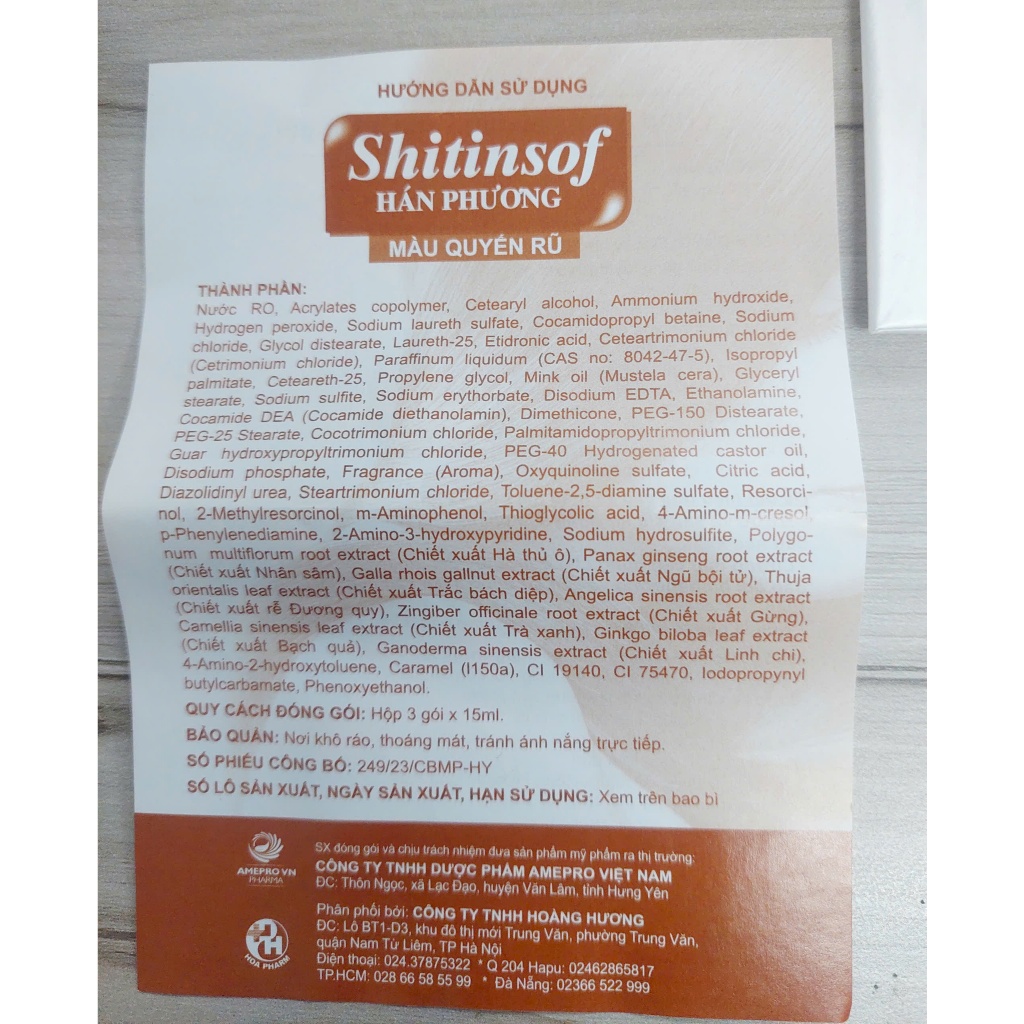 HƯỚNG DẪN SỬ DỤNG
Shitinsof
HÁN PHƯƠNG
MÀU QUYẾN RŨ
THÀNH PHẦN:
Nước RO, Acrylates copolymer, Cetearyl alcohol, Ammonium hydroxide,
Hydrogen peroxide, Sodium laureth sulfate, Cocamidopropyl betaine, Sodium
chloride, Glycol distearate, Laureth-25, Etidronic acid, Ceteartrimonium chloride
(Cetrimonium chloride), Paraffinum liquidum (CAS no: 8042-47-5), Isopropyl
palmitate, Ceteareth-25, Propylene glycol, Mink oil (Mustela cera), Glyceryl
stearate, Sodium sulfite, Sodium erythorbate, Disodium EDTA, Ethanolamine,
Cocamide DEA (Cocamide diethanolamin), Dimethicone, PEG-150 Distearate,
PEG-25 Stearate, Cocotrimonium chloride, Palmitamidopropyltrimonium chloride,
Guar hydroxypropyltrimonium chloride, PEG-40 Hydrogenated castor oil,
Disodium phosphate, Fragrance (Aroma), Oxyquinoline sulfate, Citric acid,
Diazolidinyl urea, Steartrimonium chloride, Toluene-2,5-diamine sulfate, Resorci-
nol, 2-Methylresorcinol, m-Aminophenol, Thioglycolic acid, 4-Amino-m-cresol,
p-Phenylenediamine, 2-Amino-3-hydroxypyridine, Sodium hydrosulfite, Polygo-
num multiflorum root extract (Chiết xuất Hà thủ ô), Panax ginseng root extract
(Chiết xuất Nhân sâm), Galla rhois gallnut extract (Chiết xuất Ngũ bội tử), Thuja
orientalis leaf extract (Chiết xuất Trắc bách diệp), Angelica sinensis root extract
(Chiết xuất rễ Đương quy), Zingiber officinale root extract (Chiết xuất Gừng),
Camellia sinensis leaf extract (Chiết xuất Trà xanh), Ginkgo biloba leaf extract
(Chiết xuất Bạch quả), Ganoderma sinensis extract (Chiết xuất Linh chi),
4-Amino-2-hydroxytoluene, Caramel (I150a), CI 19140, CI 75470, Iodopropynyl
butylcarbamate, Phenoxyethanol.
QUY CÁCH ĐÓNG GÓI: Hộp 3 gói x 15ml.
BẢO QUẢN: Nơi khô ráo, thoáng mát, tránh ánh nắng trực tiếp.
SỐ PHIẾU CÔNG BỐ: 249/23/CBMP-HY
SỐ LÔ SẢN XUẤT, NGÀY SẢN XUẤT, HẠN SỬ DỤNG: Xem trên bao bì
AMEPRO VN
PHARMA
SX đóng gói và chịu trách nhiệm đưa sản phẩm mỹ phẩm ra thị trường:
CÔNG TY TNHH DƯỢC PHẨM AMEPRO VIỆT NAM
ĐC: Thôn Ngọc, xã Lạc Đạo, huyện Văn Lâm, tỉnh Hưng Yên
HOA PHARM
Phân phối bởi: CÔNG TY TNHH HOÀNG HƯƠNG
ĐC: Lô BT1-D3, khu đô thị mới Trung Văn, phường Trung Văn,
quận Nam Từ Liêm, TP Hà Nội
Điện thoại: 024.37875322 * Q 204 Hapu: 02462865817
TP.HCM: 028 66 58 55 99 * Đà Nẵng: 02366 522 999